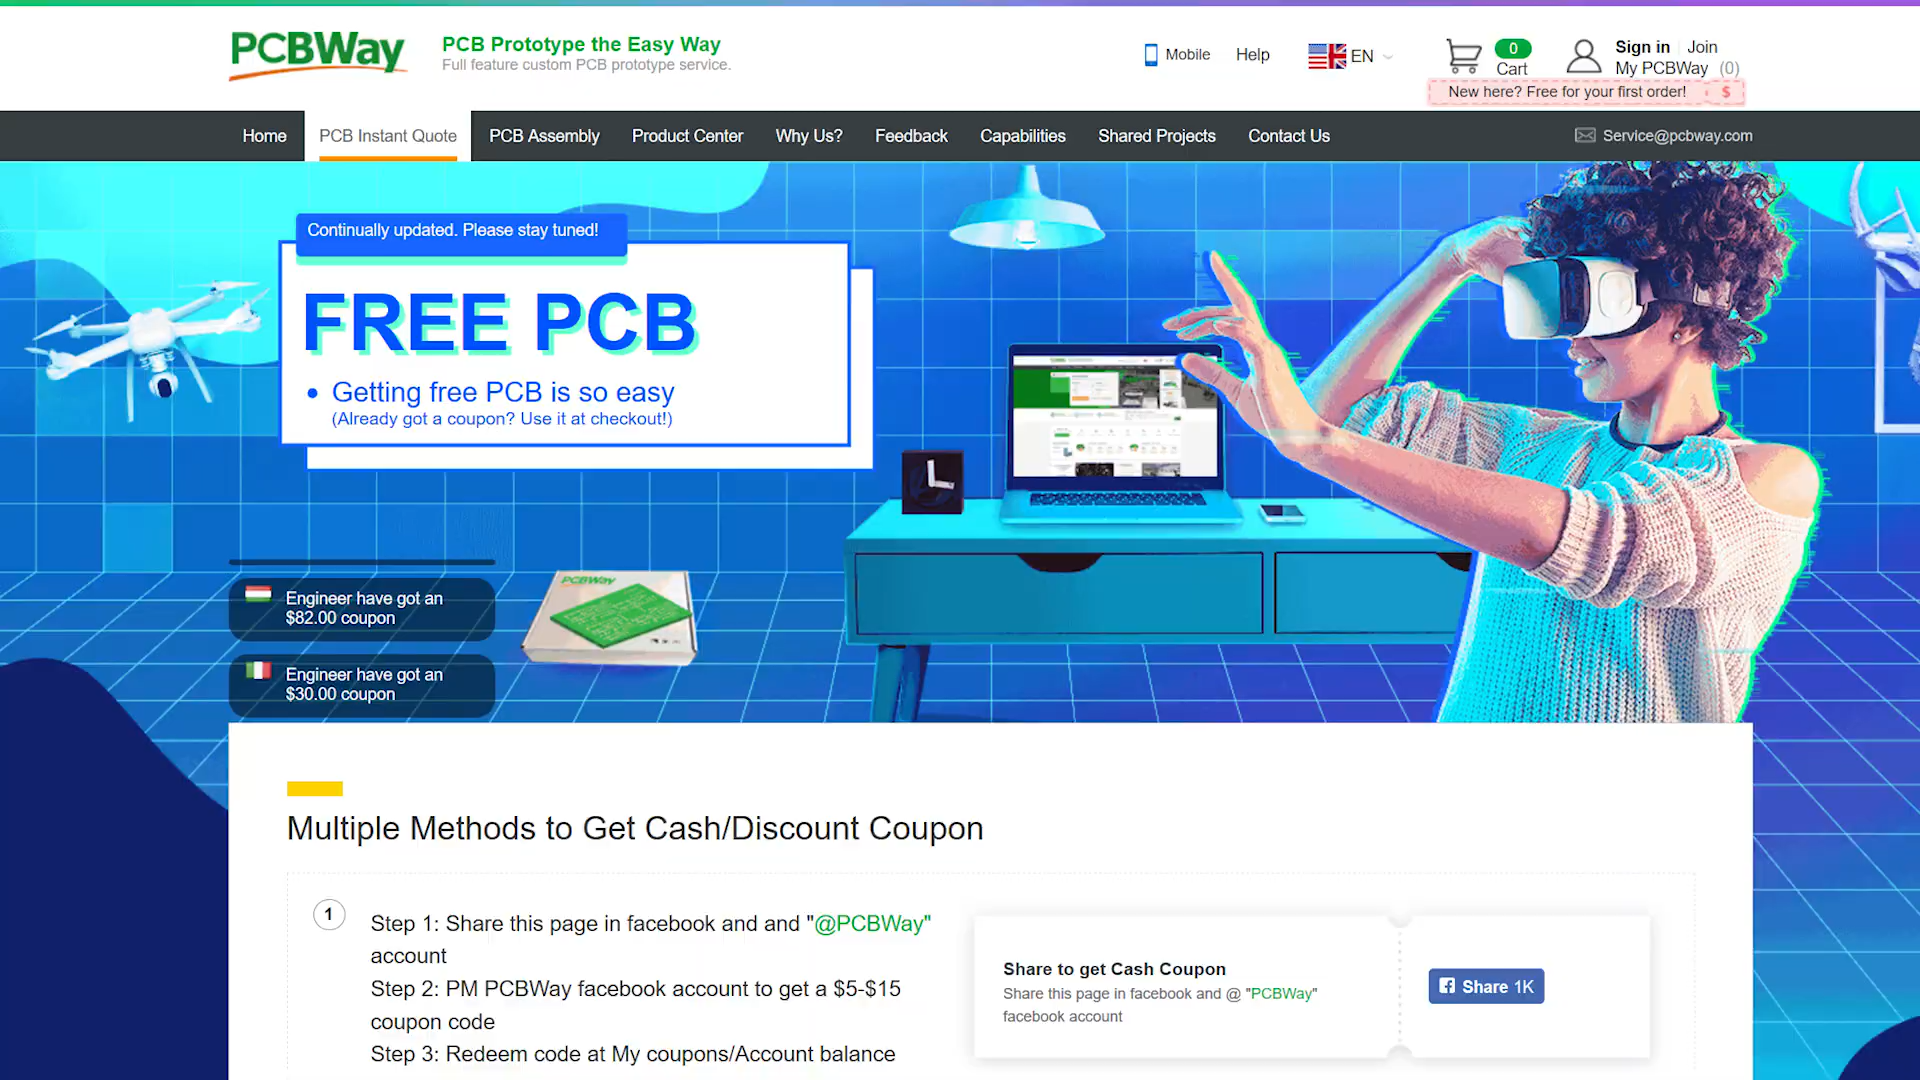 PCBWay
PCB Prototype the Easy Way
Full feature custom PCB prototype service.
Mobile
Help
EN
0
Cart
Sign in
Join
My PCBWay (0)
New here? Free for your first order! $
Home
PCB Instant Quote
PCB Assembly
Product Center
Why Us?
Feedback
Capabilities
Shared Projects
Contact Us
Service@pcbway.com
Continually updated. Please stay tuned!
FREE PCB
• Getting free PCB is so easy
(Already got a coupon? Use it at checkout!)
Engineer have got an
$82.00 coupon
PCBWay
Engineer have got an
$30.00 coupon
Multiple Methods to Get Cash/Discount Coupon
1
Step 1: Share this page in facebook and and "@PCBWay"
account
Step 2: PM PCBWay facebook account to get a $5-$15
coupon code
Step 3: Redeem code at My coupons/Account balance
Share to get Cash Coupon
Share this page in facebook and @ "PCBWay"
facebook account
Share 1K